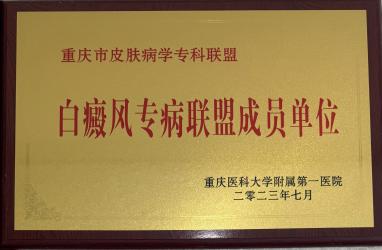 重庆市皮肤病学专科联盟
白癜风专病联盟成员单位
重庆医科大学附属第一医院
二〇二三年七月